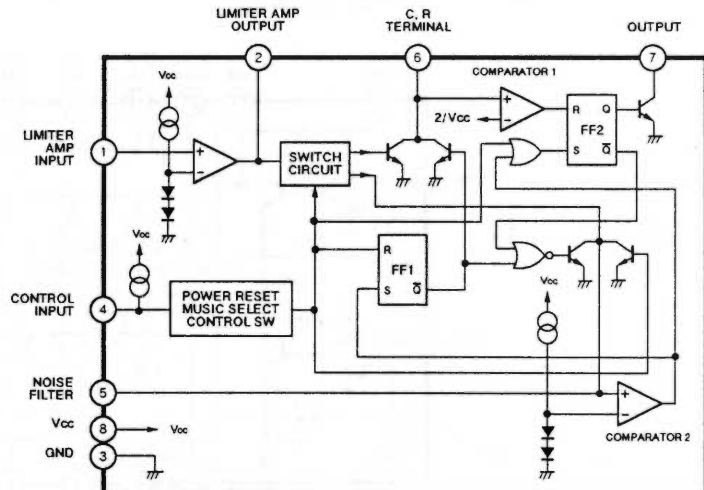 LIMITER AMP
OUTPUT
C, R
TERMINAL
OUTPUT
2
6
7
Vcc
COMPARATOR 1
+
−
2/Vcc
R
Q
FF2
S
Q̅
LIMITER
AMP
INPUT
1
+
−
SWITCH
CIRCUIT
Vcc
R
FF1
S
Q̅
Vcc
CONTROL
INPUT
4
POWER RESET
MUSIC SELECT
CONTROL SW
NOISE
FILTER
5
+
−
COMPARATOR 2
Vcc
8
Vcc
GND
3